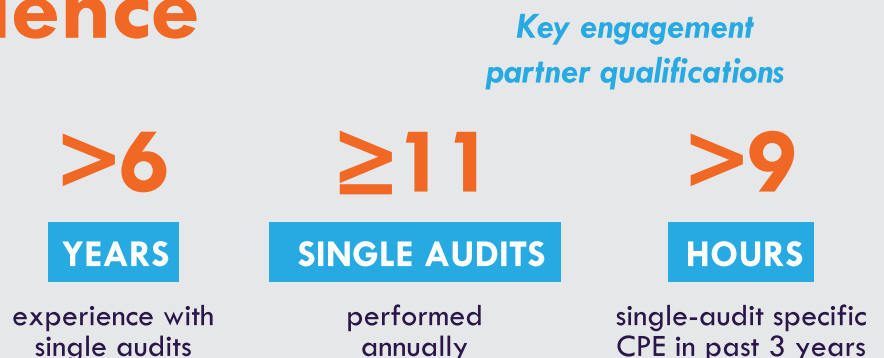 Key engagement
partner qualifications
>6
YEARS
experience with
single audits
≥11
SINGLE AUDITS
performed
annually
>9
HOURS
single-audit specific
CPE in past 3 years